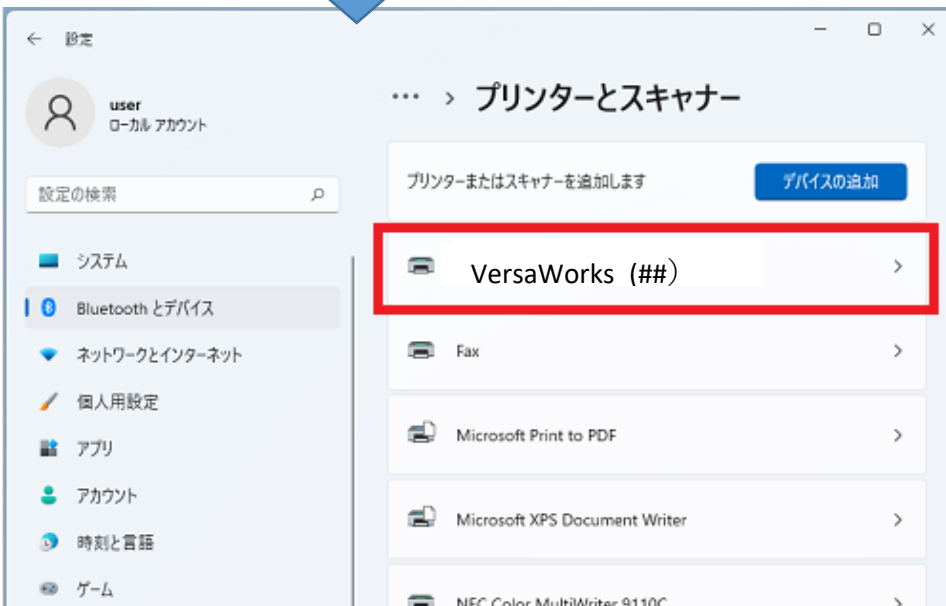 ← 設定
user
ローカル アカウント
設定の検索
システム
Bluetooth とデバイス
ネットワークとインターネット
個人用設定
アプリ
アカウント
時刻と言語
ゲーム
… › プリンターとスキャナー
プリンターまたはスキャナーを追加します
デバイスの追加
VersaWorks (##)
Fax
Microsoft Print to PDF
Microsoft XPS Document Writer
NEC Color MultiWriter 9110C